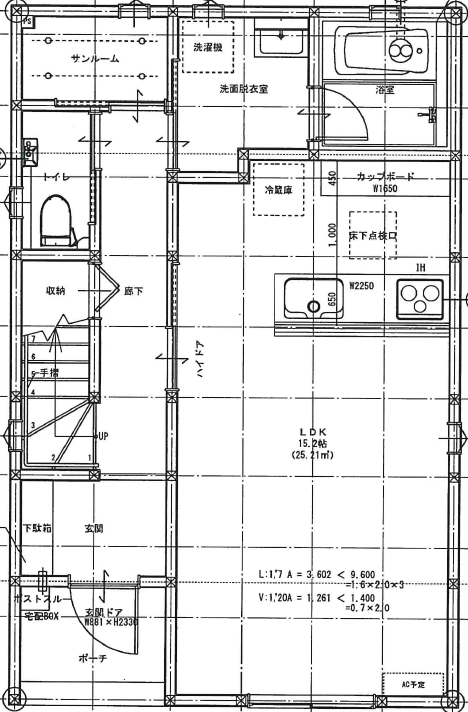 PS
サンルーム
洗濯機
洗面脱衣室
浴室
トイレ
冷蔵庫
450
カップボード
W1650
1,000
床下点検口
収納
廊下
650
W2250
IH
ハイドア
7
6
5
手摺
4
3
2
1
UP
LDK
15.2帖
(25.21㎡)
下駄箱
玄関
L:1/7 A = 3.602 < 9.600
=1.6×2.0×3
V:1/20A = 1.261 < 1.400
=0.7×2.0
ポストスルー
宅配BOX
玄関ドア
W881×H2330
ポーチ
AC予定